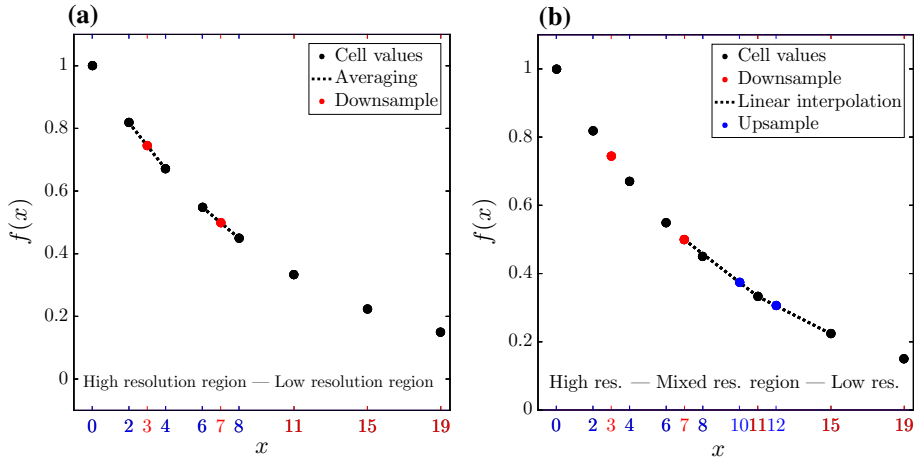 (a)
f(x)
1
0.8
0.6
0.4
0.2
0
Cell values
Averaging
Downsample
High resolution region — Low resolution region
0 2 3 4 6 7 8 11 15 19
x
(b)
f(x)
1
0.8
0.6
0.4
0.2
0
Cell values
Downsample
Linear interpolation
Upsample
High res. — Mixed res. region — Low res.
0 2 3 4 6 7 8 10 11 12 15 19
x